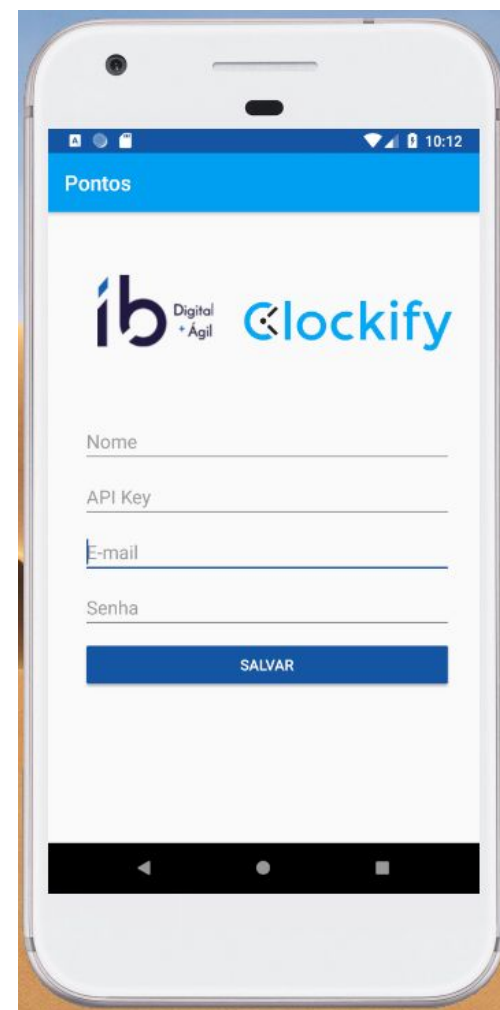 10:12
Pontos
ib Digital
+ Ágil
Clockify
Nome
API Key
E-mail
Senha
SALVAR